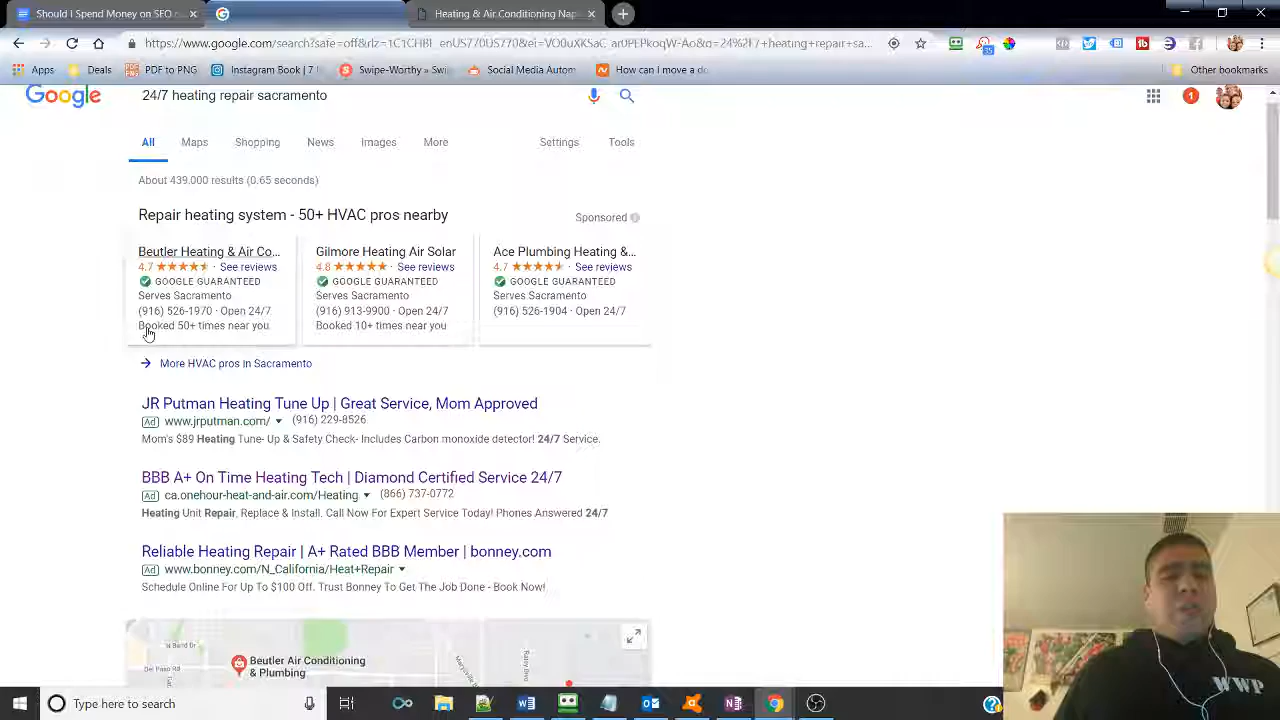 Should I Spend Money on SEO
Heating & Air Conditioning Nap
https://www.google.com/search?safe=off&rlz=1C1CHBF_enUS770US770&ei=
Apps
Deals
PDF to PNG
Instagram Book | 7
Swipe-Worthy » Swi
Social Media Autom
How can I move a do
Other bookmarks
35
Google
24/7 heating repair sacramento
1
All
Maps
Shopping
News
Images
More
Settings
Tools
About 439,000 results (0.65 seconds)
Repair heating system - 50+ HVAC pros nearby
Sponsored
Beutler Heating & Air Co...
4.7
See reviews
GOOGLE GUARANTEED
Serves Sacramento
(916) 526-1970 · Open 24/7
Booked 50+ times near you.
Gilmore Heating Air Solar
4.8
See reviews
GOOGLE GUARANTEED
Serves Sacramento
(916) 913-9900 · Open 24/7
Booked 10+ times near you
Ace Plumbing Heating &...
4.7
See reviews
GOOGLE GUARANTEED
Serves Sacramento
(916) 526-1904 · Open 24/7
More HVAC pros in Sacramento
JR Putman Heating Tune Up | Great Service, Mom Approved
Ad www.jrputman.com/ (916) 229-8526
Mom's $89 Heating Tune- Up & Safety Check- Includes Carbon monoxide detector! 24/7 Service.
BBB A+ On Time Heating Tech | Diamond Certified Service 24/7
Ad ca.onehour-heat-and-air.com/Heating (866) 737-0772
Heating Unit Repair, Replace & Install. Call Now For Expert Service Today! Phones Answered 24/7
Reliable Heating Repair | A+ Rated BBB Member | bonney.com
Ad www.bonney.com/N_California/Heat+Repair
Schedule Online For Up To $100 Off. Trust Bonney To Get The Job Done - Book Now!
Beutler Air Conditioning
& Plumbing
Del Paso Rd
WWP
Type here to search